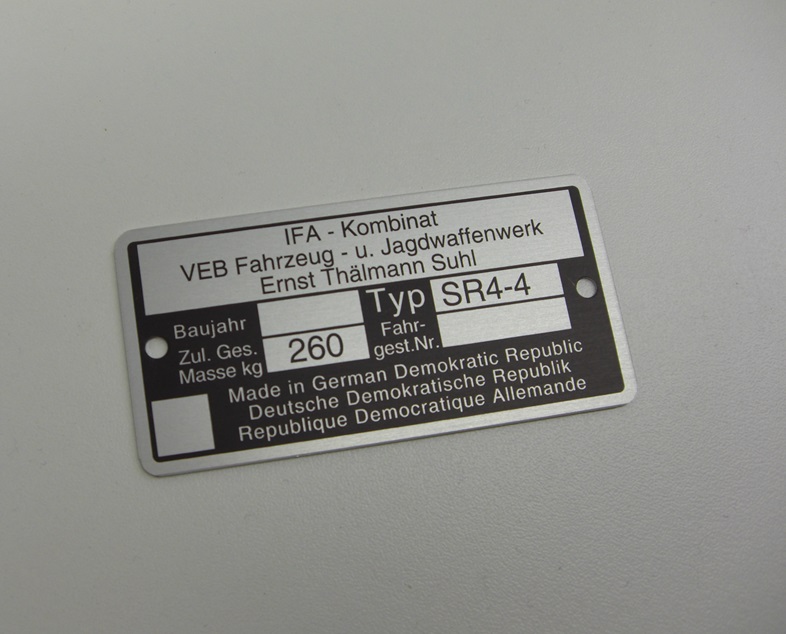 IFA - Kombinat
VEB Fahrzeug - u. Jagdwaffenwerk
Ernst Thälmann Suhl
Baujahr
Typ SR4-4
Zul. Ges.
Masse kg 260
Fahr-
gest.Nr.
Made in German Demokratic Republic
Deutsche Demokratische Republik
Republique Democratique Allemande